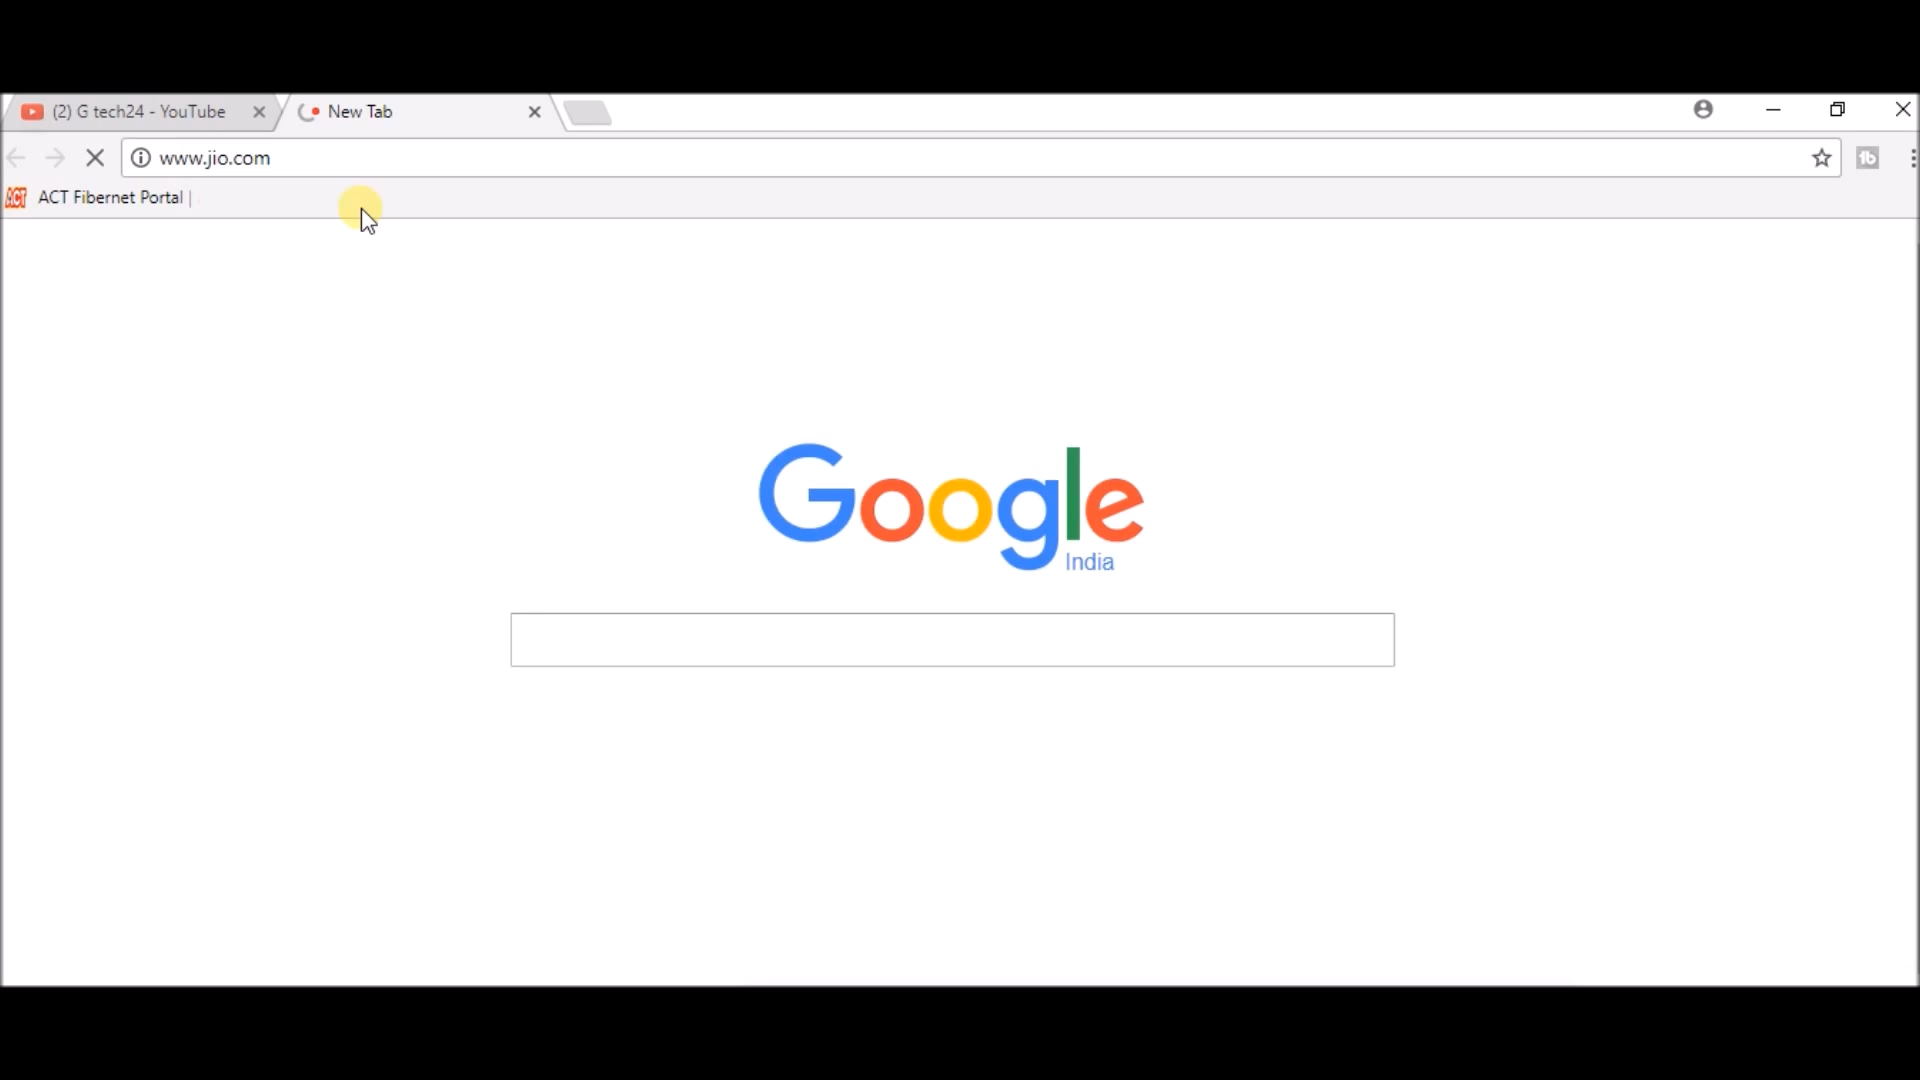 (2) G tech24 - YouTube
New Tab
www.jio.com
ACT Fibernet Portal |
Google
India